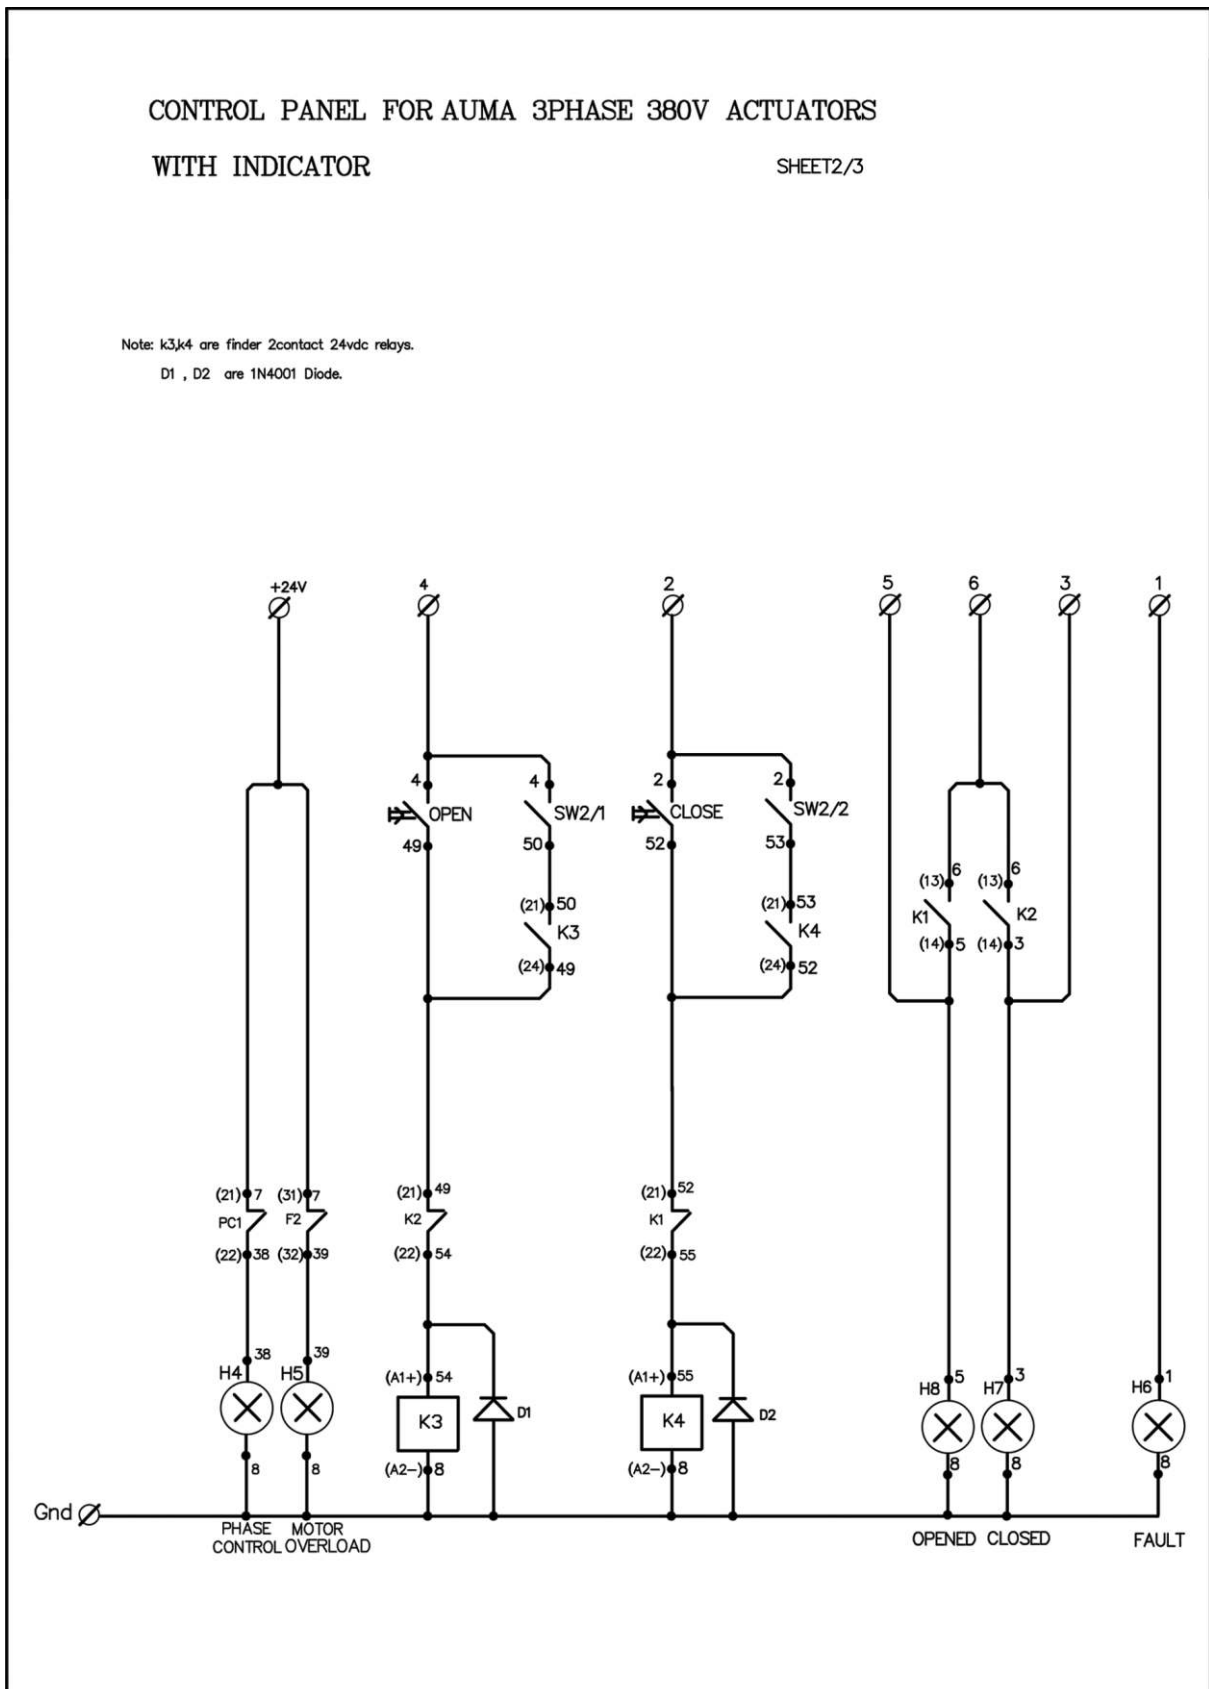 CONTROL PANEL FOR AUMA 3PHASE 380V ACTUATORS
WITH INDICATOR
SHEET2/3
Note: k3,k4 are finder 2contact 24vdc relays.
D1 , D2 are 1N4001 Diode.
+24V 4 2 5 6 3 1
4 4 2 2
OPEN SW2/1 CLOSE SW2/2
49 50 52 53
6 6
(13) (13)
(21) 50 (21) 53
K1 K2
K3 K4
(14) 5 (14) 3
(24) 49 (24) 52
(21) 7 (31) 7 (21) 49 (21) 52
PC1 F2 K2 K1
(22) 38 (32) 39 (22) 54 (22) 55
38 39
H4 H5 (A1+) 54 (A1+) 55 5 3 1
H8 H7 H6
K3 D1 K4 D2
8 8 (A2-) 8 (A2-) 8 8 8 8
Gnd
PHASE MOTOR
CONTROL OVERLOAD OPENED CLOSED FAULT